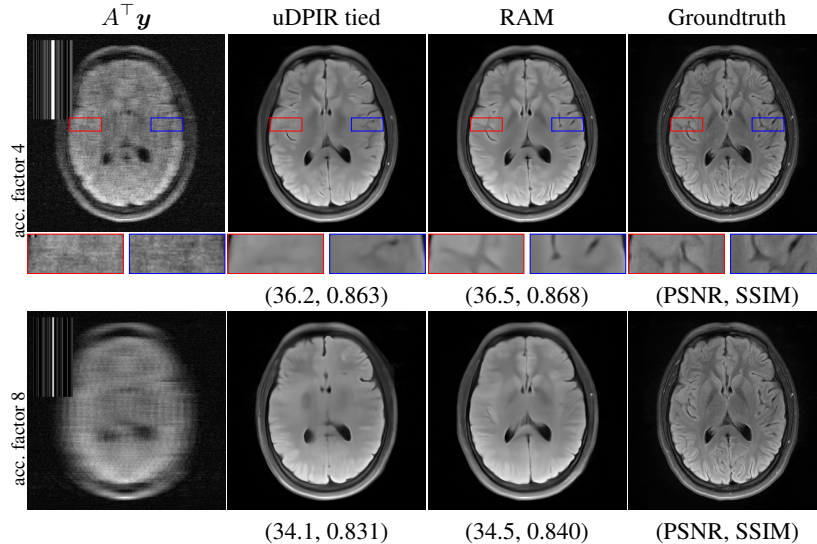 A⊤y uDPIR tied RAM Groundtruth
acc. factor 4
(36.2, 0.863) (36.5, 0.868) (PSNR, SSIM)
acc. factor 8
(34.1, 0.831) (34.5, 0.840) (PSNR, SSIM)